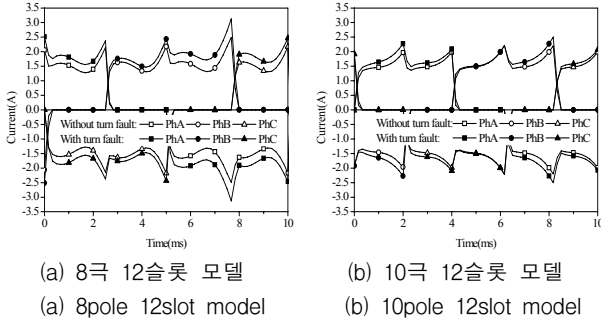 3.5
3.0
2.5
2.0
1.5
1.0
0.5
0.0
-0.5
-1.0
-1.5
-2.0
-2.5
-3.0
-3.5
Current(A)
Without turn fault: PhA PhB PhC
With turn fault: PhA PhB PhC
0 2 4 6 8 10
Time(ms)
3.5
3.0
2.5
2.0
1.5
1.0
0.5
0.0
-0.5
-1.0
-1.5
-2.0
-2.5
-3.0
-3.5
Current(A)
Without turn fault: PhA PhB PhC
With turn fault: PhA PhB PhC
0 2 4 6 8 10
Time(ms)
(a) 8극 12슬롯 모델 (b) 10극 12슬롯 모델
(a) 8pole 12slot model (b) 10pole 12slot model